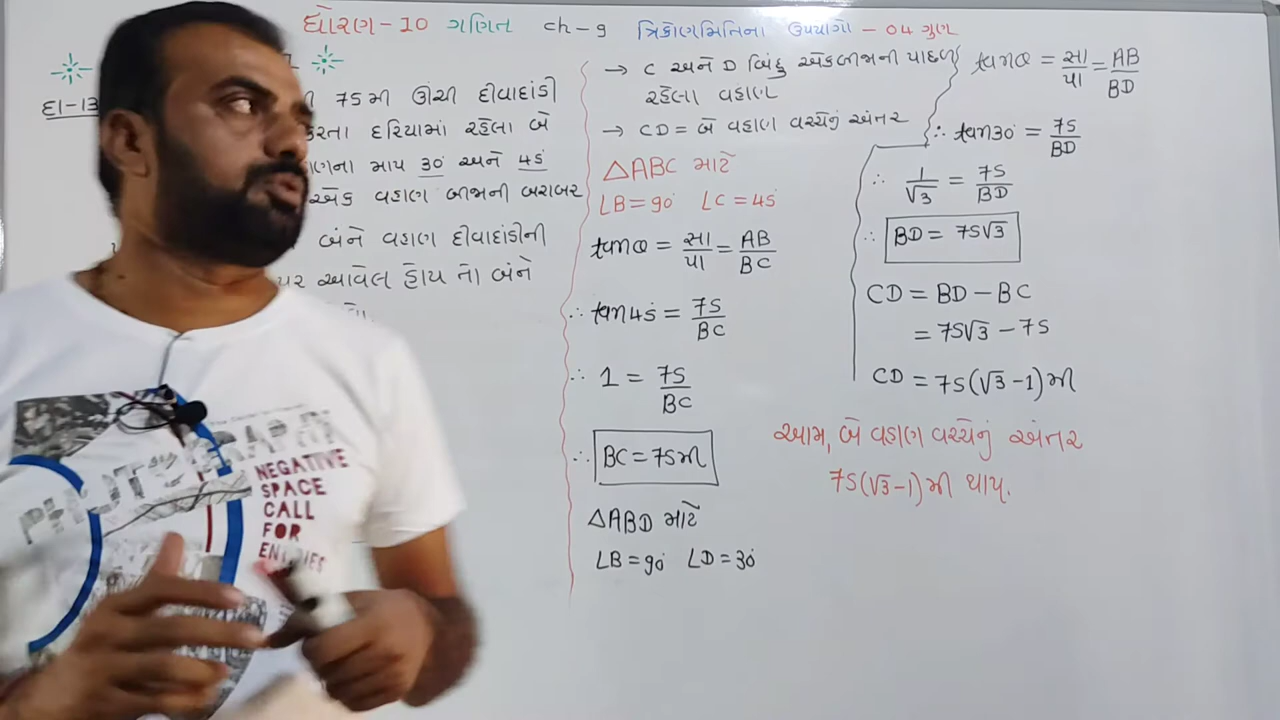 ધોરણ-10 ગણિત ch-9 ત્રિકોણમિતિના ઉપયોગો - 04 ગુણ
દા-13
75મી ઊંચી દીવાદાંડી
કરતા દરિયામાં રહેલા બે
માપ 30° અને 45°
એક વહાણ બીજાની બરાબર
બંને વહાણ દીવાદાંડીની
પર આવેલ હોય તો બંને
→ C અને D બિંદુ એકબીજાની પાછળ
રહેલા વહાણ
→ CD = બે વહાણ વચ્ચેનું અંતર
△ABC માટે
∠B = 90° ∠C = 45°
tanθ = સા/પા = AB/BC
∴ tan45° = 75/BC
∴ 1 = 75/BC
∴ BC = 75મી
△ABD માટે
∠B = 90° ∠D = 30°
tanθ = સા/પા = AB/BD
∴ tan30° = 75/BD
∴ 1/√3 = 75/BD
∴ BD = 75√3
CD = BD - BC
= 75√3 - 75
CD = 75(√3-1)મી
આમ, બે વહાણ વચ્ચેનું અંતર
75(√3-1)મી થાય.
NEGATIVE
SPACE
CALL
FOR